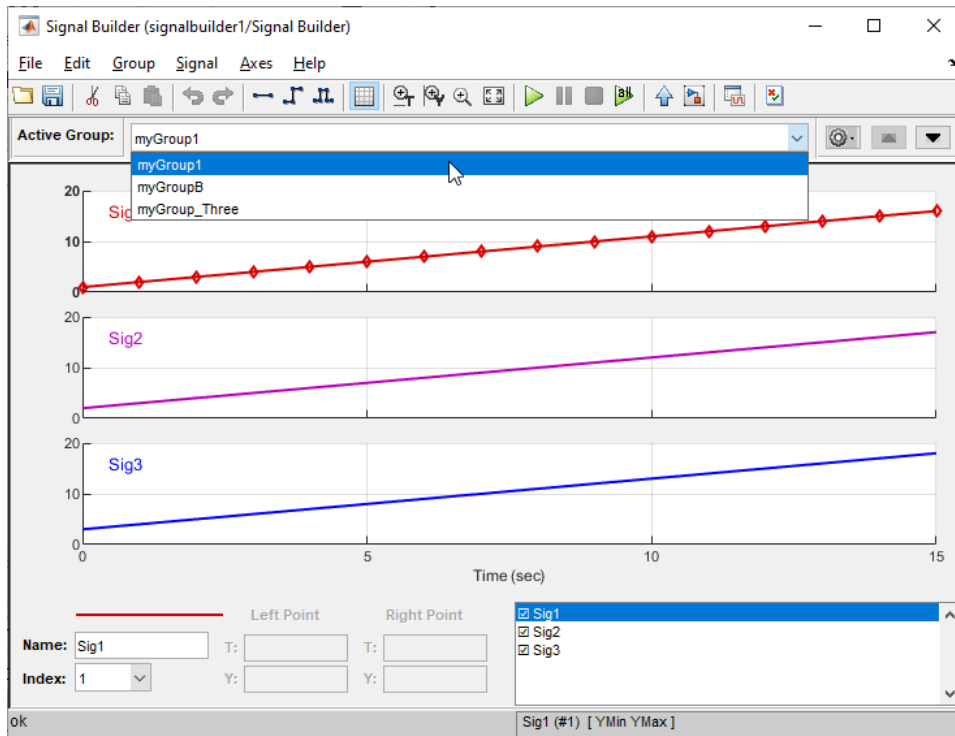 Signal Builder (signalbuilder1/Signal Builder)
File Edit Group Signal Axes Help
Active Group: myGroup1
myGroup1
myGroupB
myGroup_Three
20
10
0
Sig2
20
10
0
Sig3
20
10
0
0 5 10 15
Time (sec)
Left Point Right Point
Name: Sig1 T: T:
Index: 1 Y: Y:
Sig1
Sig2
Sig3
ok Sig1 (#1) [ YMin YMax ]